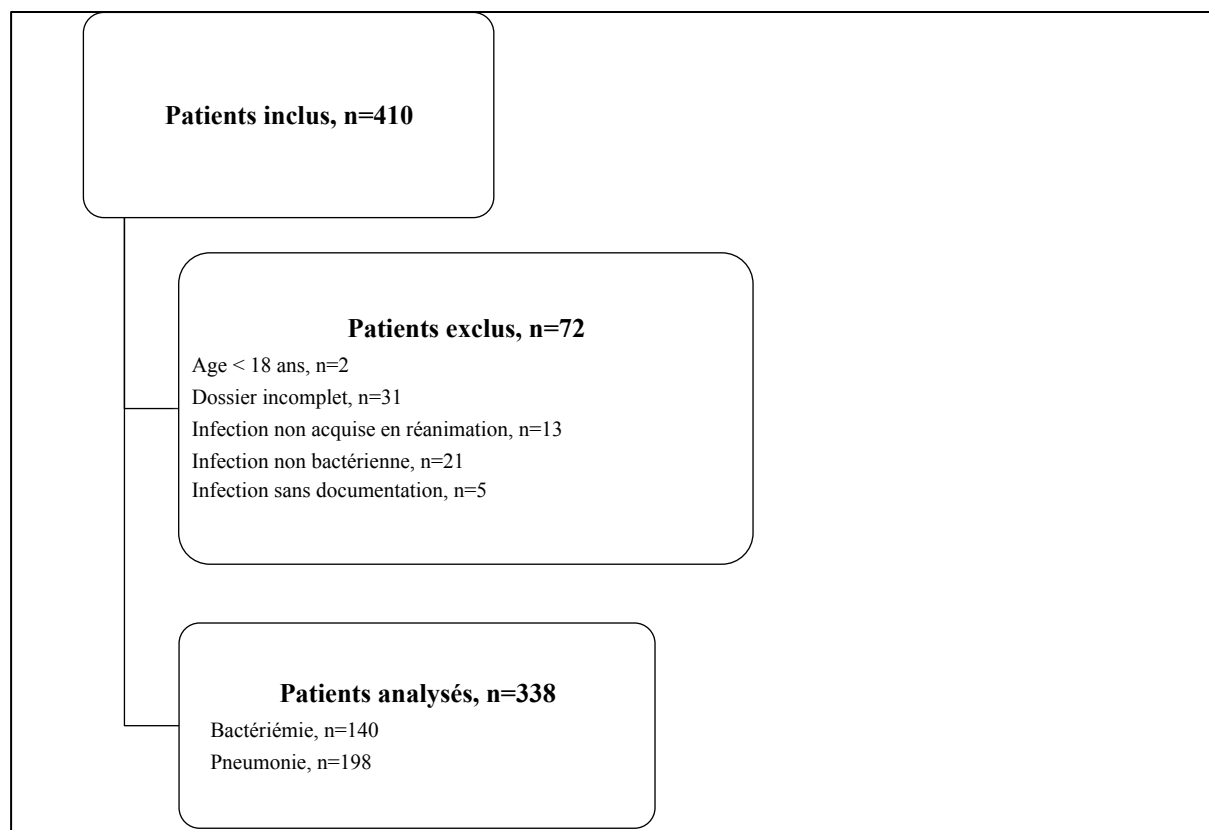 Patients inclus, n=410
Patients exclus, n=72
Age < 18 ans, n=2
Dossier incomplet, n=31
Infection non acquise en réanimation, n=13
Infection non bactérienne, n=21
Infection sans documentation, n=5
Patients analysés, n=338
Bactériémie, n=140
Pneumonie, n=198